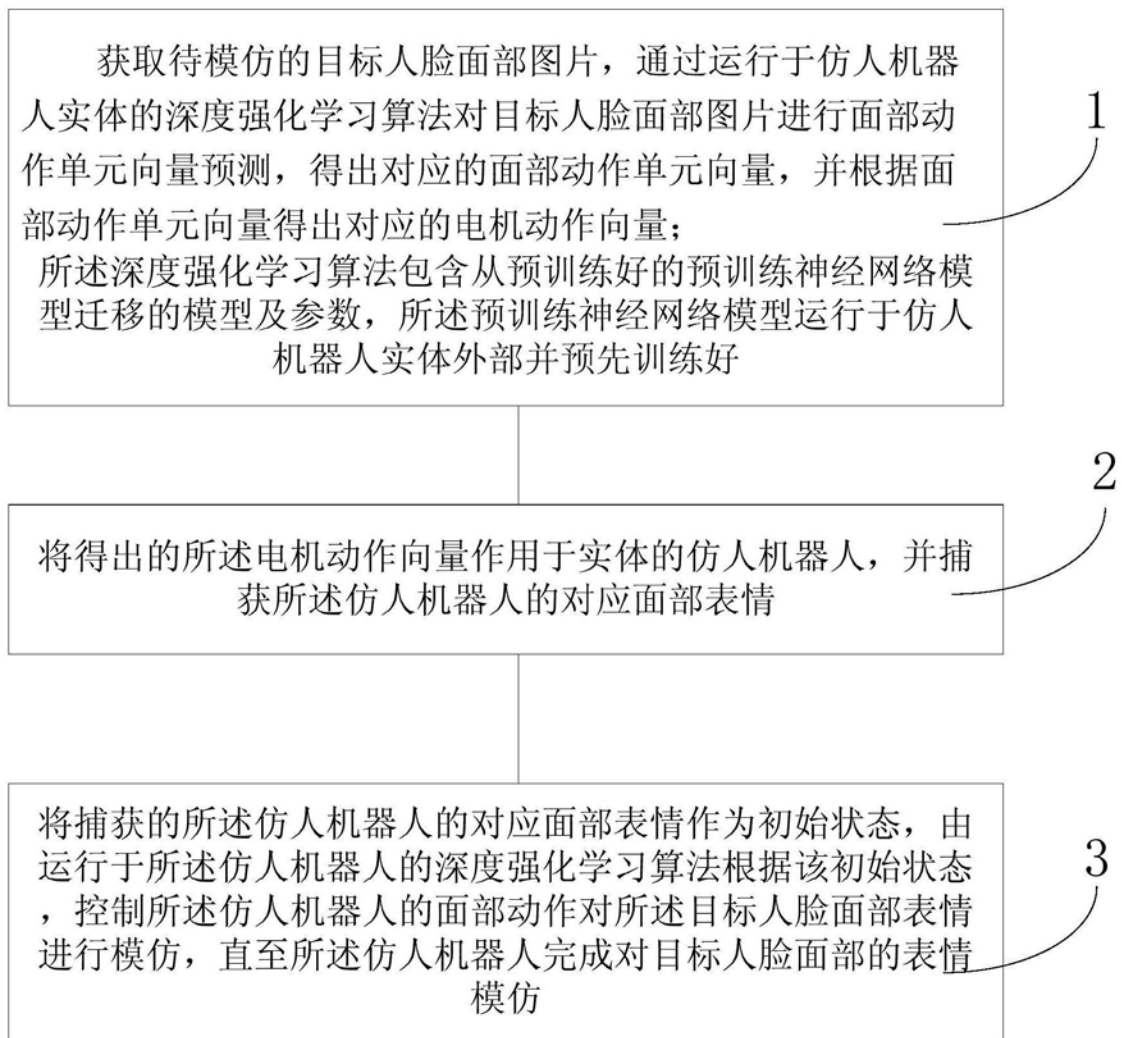 获取待模仿的目标人脸面部图片，通过运行于仿人机器
人实体的深度强化学习算法对目标人脸面部图片进行面部动
作单元向量预测，得出对应的面部动作单元向量，并根据面
部动作单元向量得出对应的电机动作向量；
所述深度强化学习算法包含从预训练好的预训练神经网络模
型迁移的模型及参数，所述预训练神经网络模型运行于仿人
机器人实体外部并预先训练好
1
将得出的所述电机动作向量作用于实体的仿人机器人，并捕
获所述仿人机器人的对应面部表情
2
将捕获的所述仿人机器人的对应面部表情作为初始状态，由
运行于所述仿人机器人的深度强化学习算法根据该初始状态
，控制所述仿人机器人的面部动作对所述目标人脸面部表情
进行模仿，直至所述仿人机器人完成对目标人脸面部的表情
模仿
3